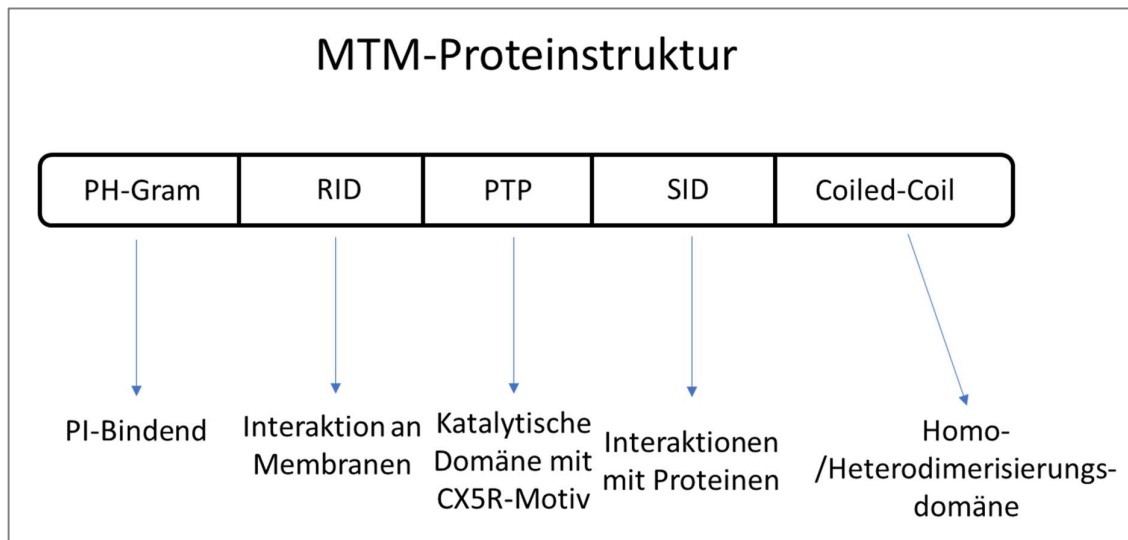 MTM-Proteinstruktur
PH-Gram
RID
PTP
SID
Coiled-Coil
PI-Bindend
Interaktion an
Membranen
Katalytische
Domäne mit
CX5R-Motiv
Interaktionen
mit Proteinen
Homo-
/Heterodimerisierungs-
domäne